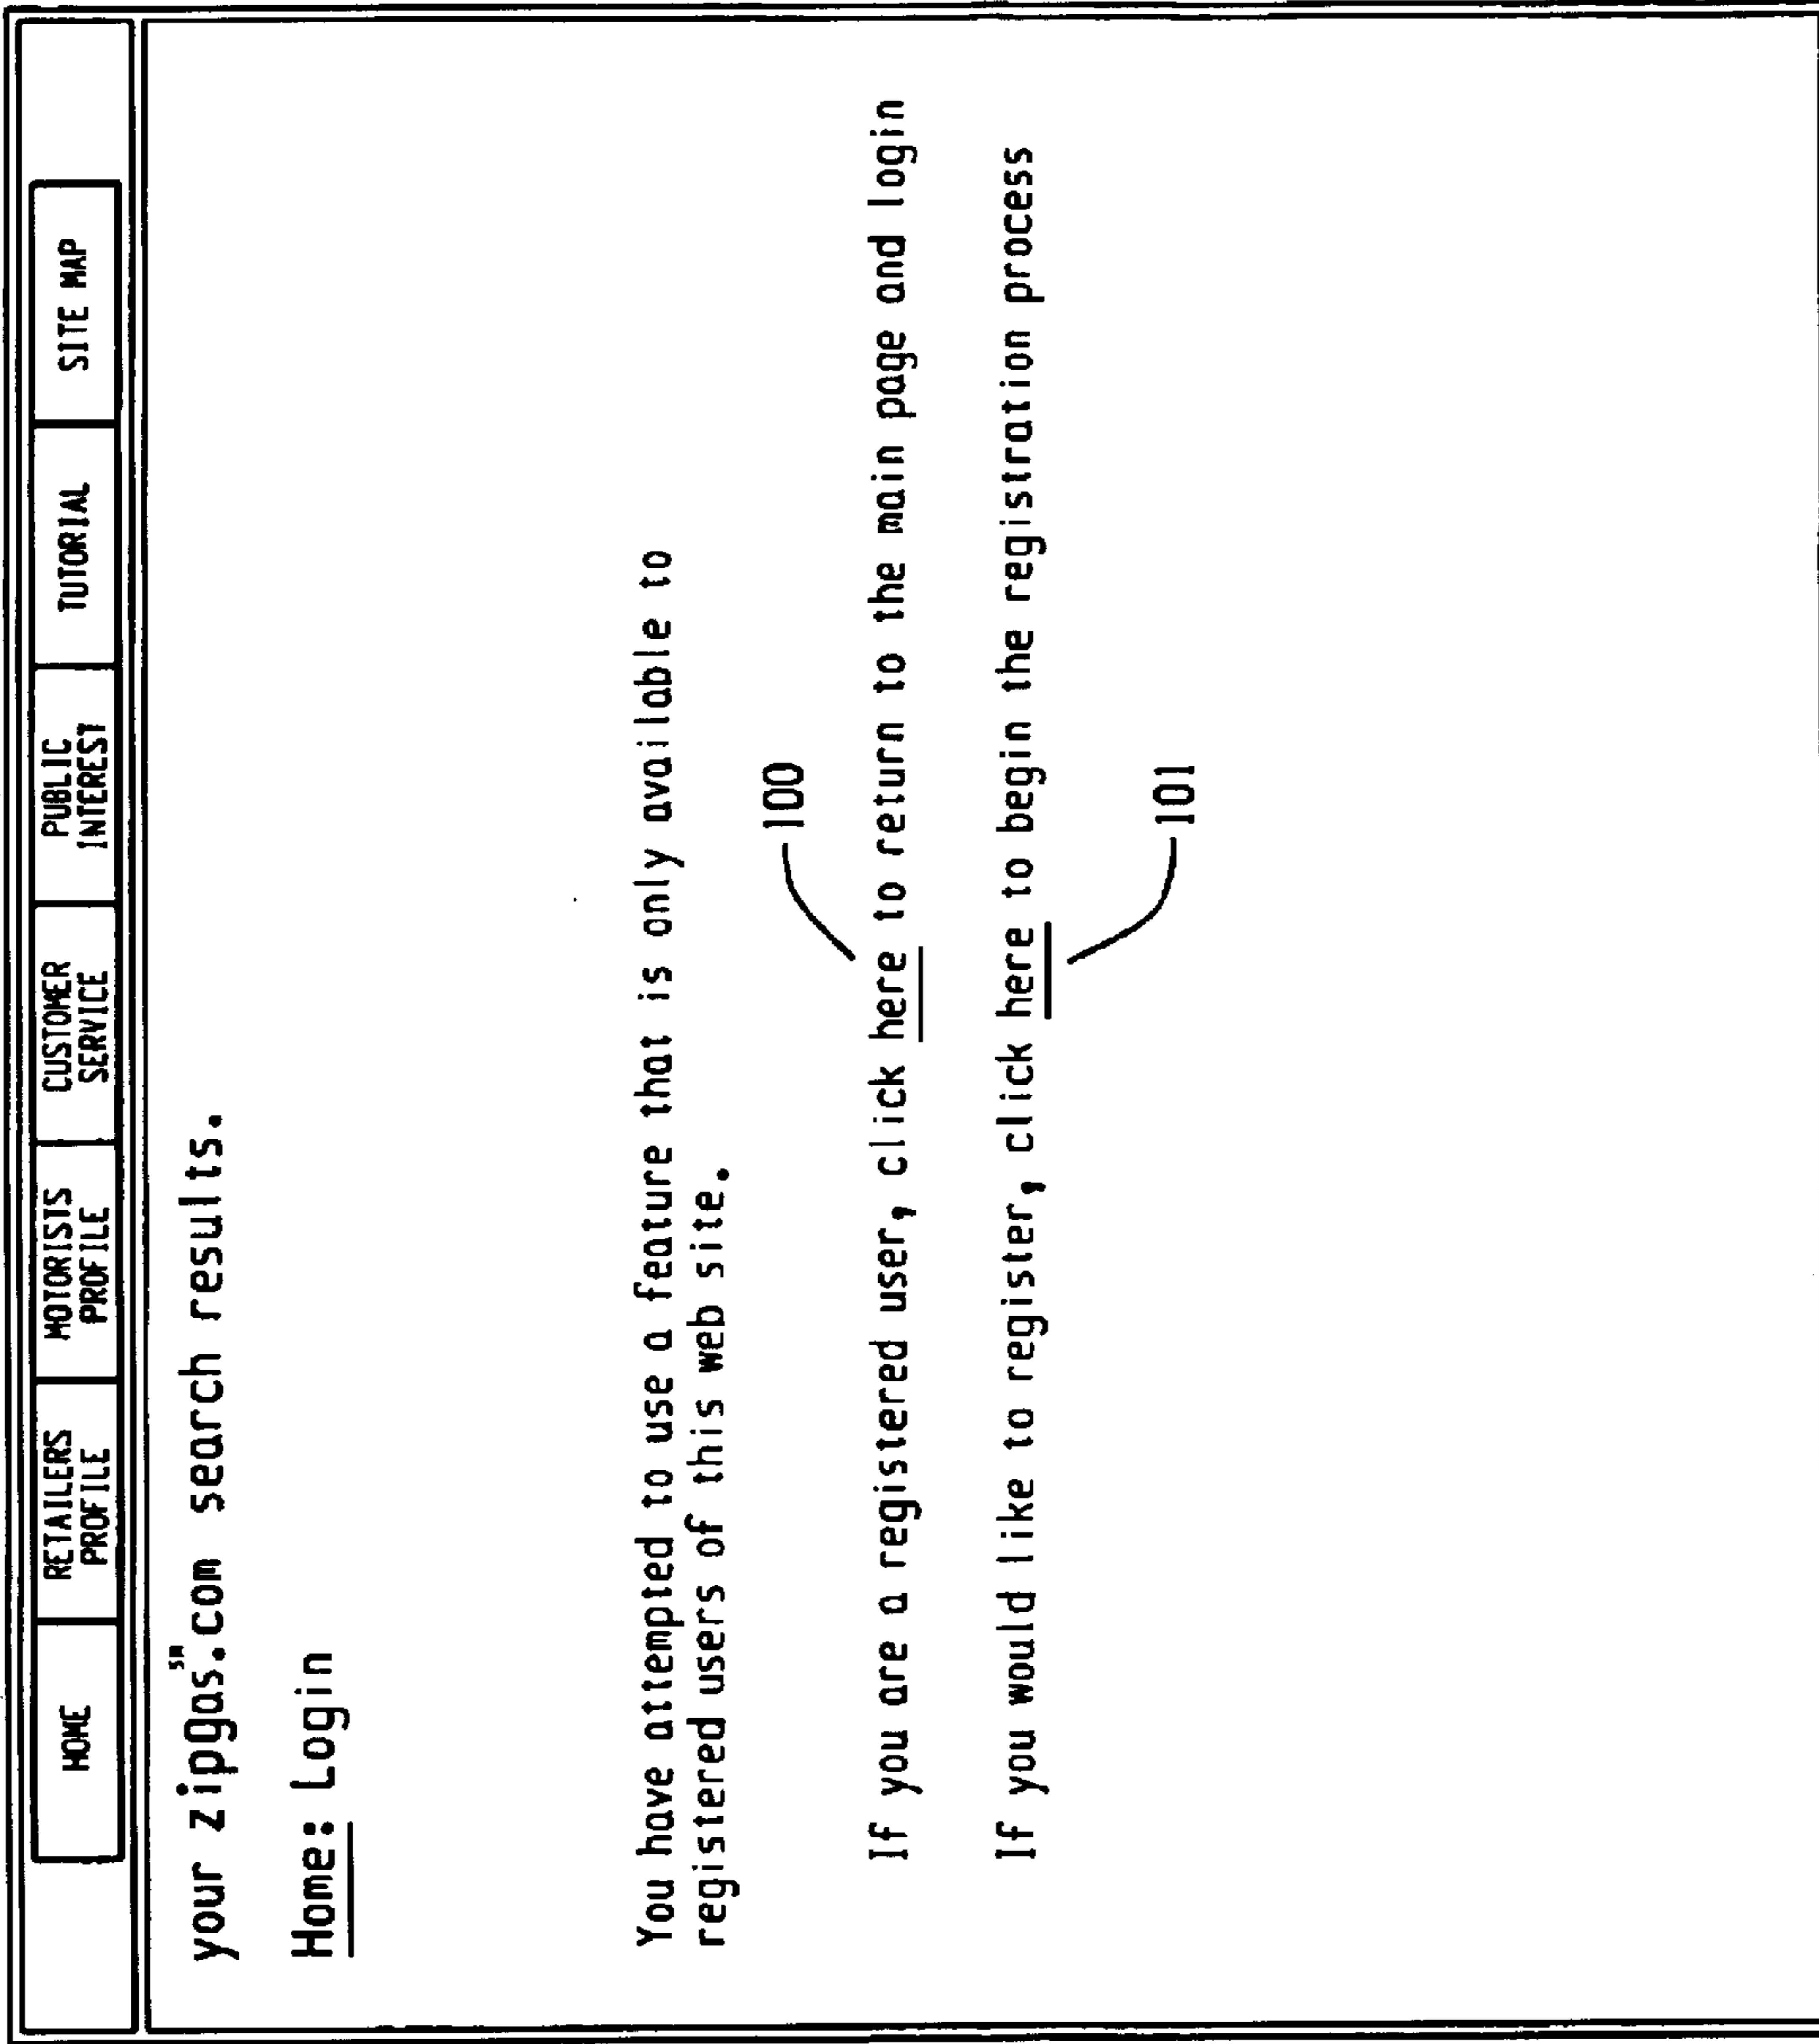 HOME
RETAILERS
PROFILE
MOTORISTS
PROFILE
CUSTOMER
SERVICE
PUBLIC
INTEREST
TUTORIAL
SITE MAP
your zipgas.com℠ search results.
Home: Login
You have attempted to use a feature that is only available to
registered users of this web site.
100
If you are a registered user, click here to return to the main page and login
If you would like to register, click here to begin the registration process
101